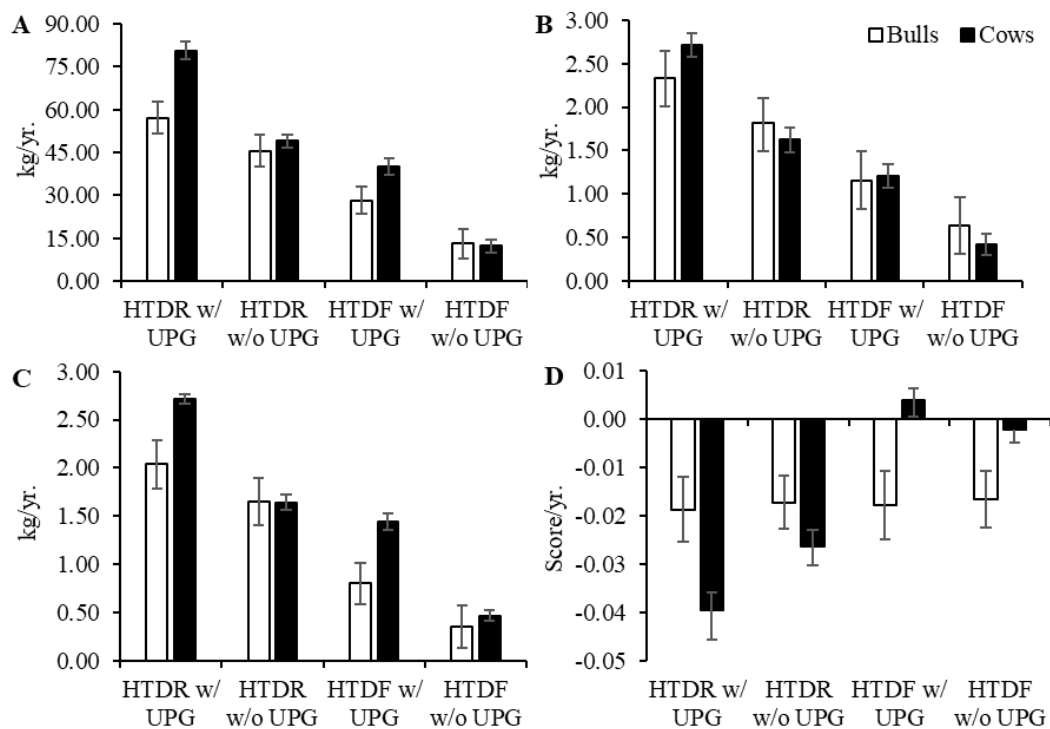 A
90.00
75.00
60.00
45.00
30.00
15.00
0.00
kg/yr.
HTDR w/ UPG
HTDR w/o UPG
HTDF w/ UPG
HTDF w/o UPG
B
3.00
2.50
2.00
1.50
1.00
0.50
0.00
kg/yr.
Bulls Cows
HTDR w/ UPG
HTDR w/o UPG
HTDF w/ UPG
HTDF w/o UPG
C
3.00
2.50
2.00
1.50
1.00
0.50
0.00
kg/yr.
HTDR w/ UPG
HTDR w/o UPG
HTDF w/ UPG
HTDF w/o UPG
D
0.01
0.00
-0.01
-0.02
-0.03
-0.04
-0.05
Score/yr.
HTDR w/ UPG
HTDR w/o UPG
HTDF w/ UPG
HTDF w/o UPG